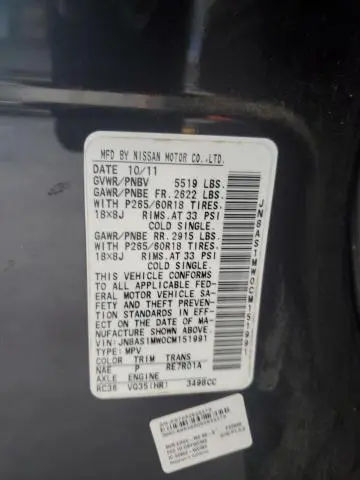 MFD BY NISSAN MOTOR CO.,LTD.
DATE 10/11
GVWR/PNBV 5519 LBS.
GAWR/PNBE FR. 2622 LBS.
WITH P265/60R18 TIRES.
18x8J RIMS.AT 33 PSI
COLD SINGLE.
GAWR/PNBE RR. 2915 LBS.
WITH P265/60R18 TIRES.
18x8J RIMS.AT 33 PSI
COLD SINGLE.
THIS VEHICLE CONFORMS
TO ALL APPLICABLE FED-
ERAL MOTOR VEHICLE SA-
FETY AND THEFT PREVENTION
STANDARDS IN EFF-
ECT ON THE DATE OF MA-
NUFACTURE SHOWN ABOVE.
VIN:JN8AS1MW0CM151991
TYPE:MPV
COLOR TRIM TRANS
NAE P RE7R01A
AXLE ENGINE
RC36 VQ35(HR) 3498CC
JN8AS1MW0CM151991